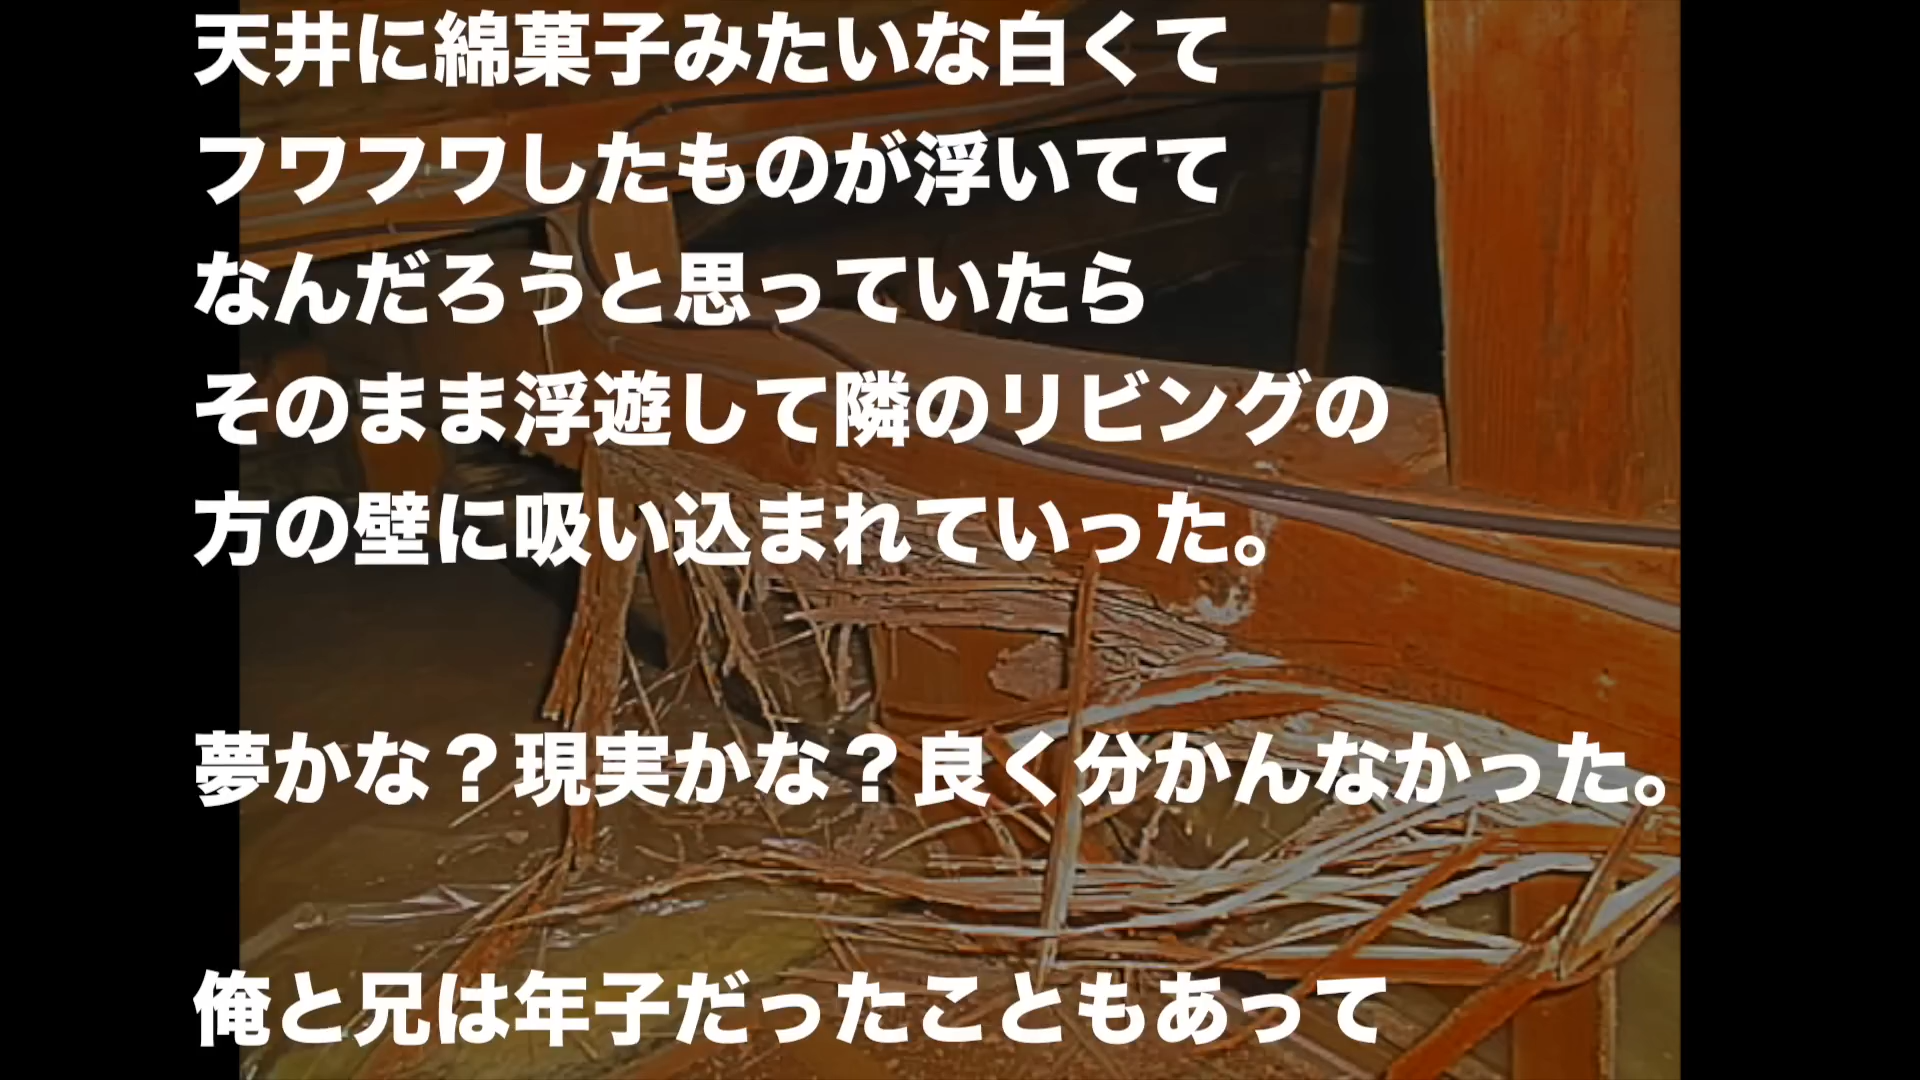 天井に綿菓子みたいな白くて
フワフワしたものが浮いてて
なんだろうと思っていたら
そのまま浮遊して隣のリビングの
方の壁に吸い込まれていった。
夢かな？現実かな？良く分かんなかった。
俺と兄は年子だったこともあって